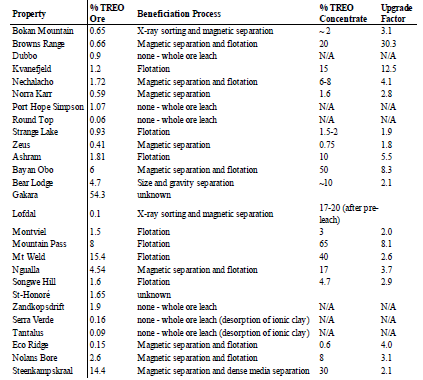 Property % TREO Ore Beneficiation Process % TREO Concentrate Upgrade Factor
Bokan Mountain 0.65 X-ray sorting and magnetic separation ~ 2 3.1
Browns Range 0.66 Magnetic separation and flotation 20 30.3
Dubbo 0.9 none - whole ore leach N/A N/A
Kvanefjeld 1.2 Flotation 15 12.5
Nechalacho 1.72 Magnetic separation and flotation 6-8 4.1
Norra Karr 0.59 Magnetic separation 1.6 2.8
Port Hope Simpson 1.07 none - whole ore leach N/A N/A
Round Top 0.06 none - whole ore leach N/A N/A
Strange Lake 0.93 Flotation 1.5-2 1.9
Zeus 0.41 Magnetic separation 0.75 1.8
Ashram 1.81 Flotation 10 5.5
Bayan Obo 6 Magnetic separation and flotation 50 8.3
Bear Lodge 4.7 Size and gravity separation ~10 2.1
Gakara 54.3 unknown
Lofdal 0.1 X-ray sorting and magnetic separation 17-20 (after pre-leach)
Montviel 1.5 Flotation 3 2.0
Mountain Pass 8 Flotation 65 8.1
Mt Weld 15.4 Flotation 40 2.6
Ngualla 4.54 Magnetic separation and flotation 17 3.7
Songwe Hill 1.6 Flotation 4.7 2.9
St-Honoré 1.65 unknown
Zandkopsdrift 1.9 none - whole ore leach N/A N/A
Serra Verde 0.16 none - whole ore leach (desorption of ionic clay) N/A N/A
Tantalus 0.09 none - whole ore leach (desorption of ionic clay) N/A N/A
Eco Ridge 0.15 Magnetic separation and flotation 0.6 4.0
Nolans Bore 2.6 Magnetic separation and flotation 8 3.1
Steenkampskraal 14.4 Magnetic separation and dense media separation 30 2.1